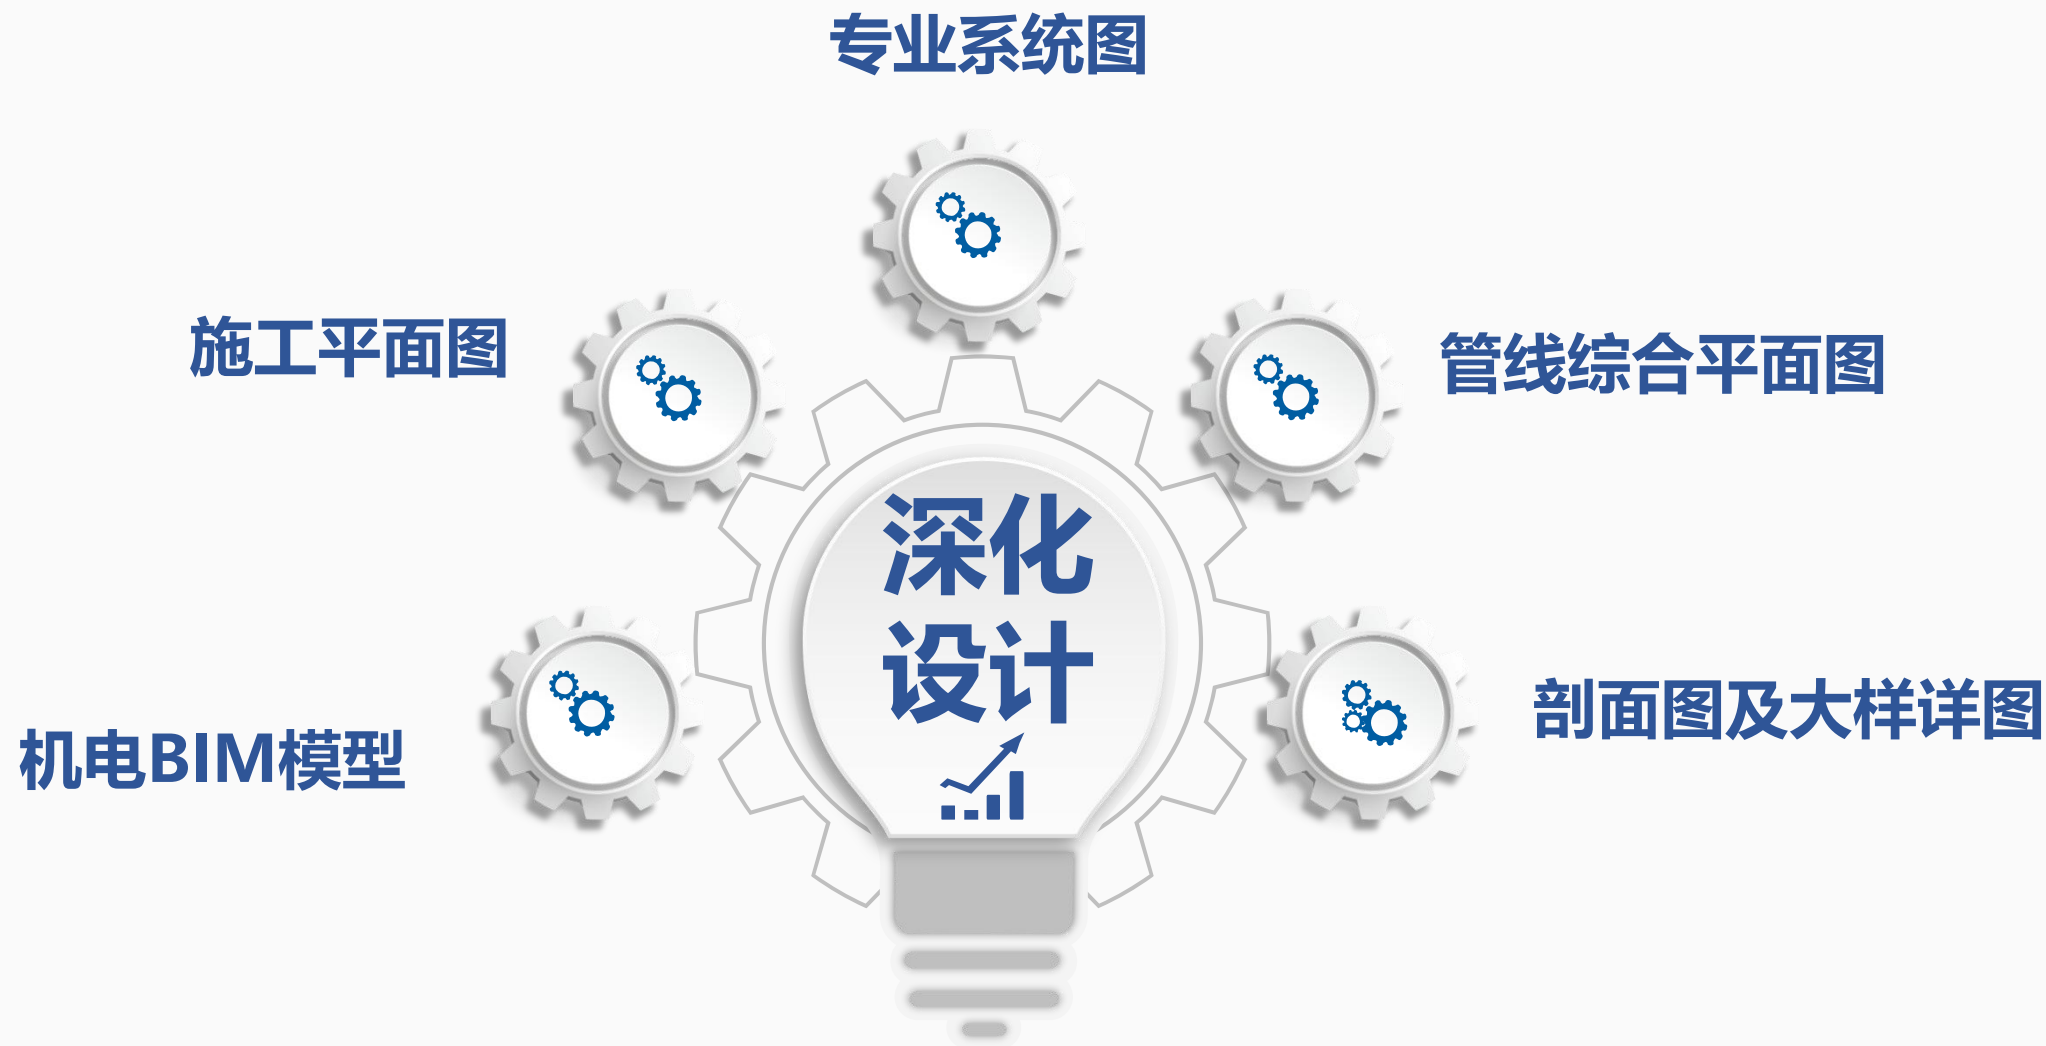 专业系统图
施工平面图
管线综合平面图
深化
设计
剖面图及大样详图
机电BIM模型